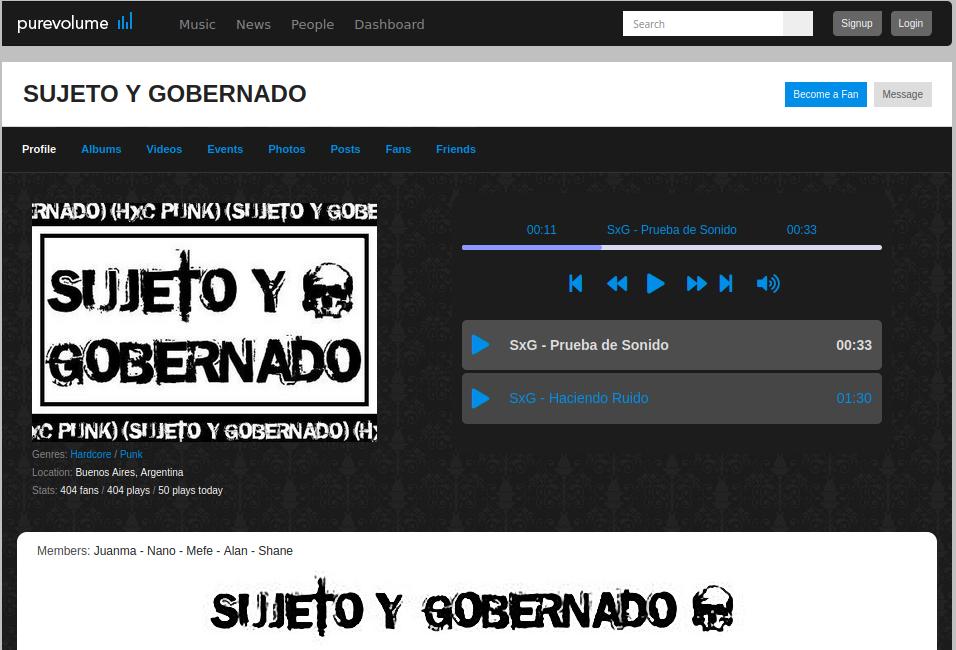 purevolume
Music News People Dashboard
Search
Signup Login
SUJETO Y GOBERNADO
Become a Fan Message
Profile Albums Videos Events Photos Posts Fans Friends
RNADO) (HxC PUNK) (SUJETO Y GOBE
SUJETO Y
GOBERNADO
xC PUNK) (SUJETO Y GOBERNADO) (Hx
Genres: Hardcore / Punk
Location: Buenos Aires, Argentina
Stats: 404 fans / 404 plays / 50 plays today
00:11 SxG - Prueba de Sonido 00:33
SxG - Prueba de Sonido 00:33
SxG - Haciendo Ruido 01:30
Members: Juanma - Nano - Mefe - Alan - Shane
SUJETO Y GOBERNADO